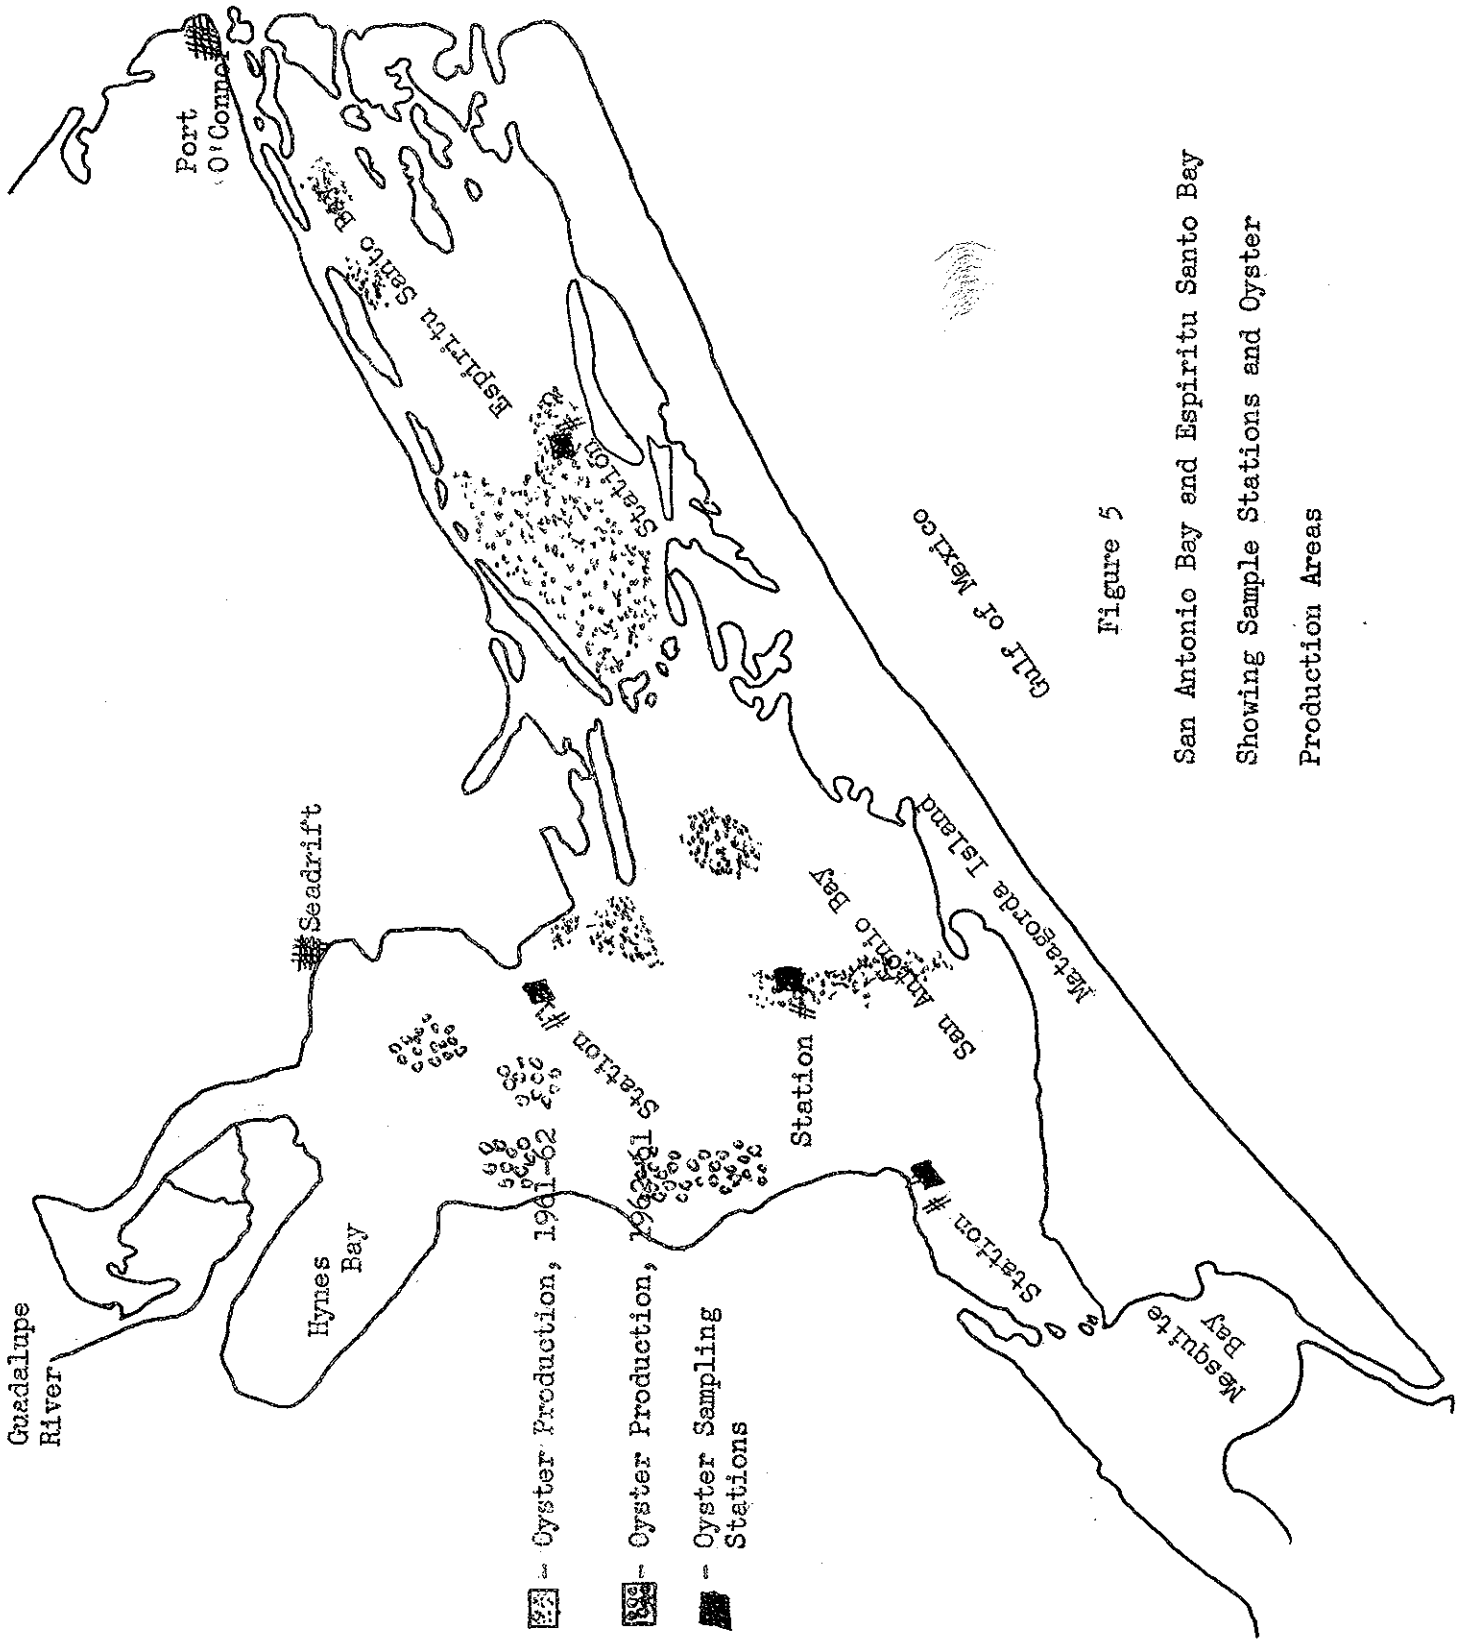 Guadalupe
River
Hynes
Bay
Seadrift
Port
O'Connor
Espiritu Santo Bay
Station #
Station #1
Station #
Station #
San Antonio Bay
Matagorda Island
Mesquite
Bay
Gulf of Mexico
- Oyster Production, 1961-62
- Oyster Production,
- Oyster Sampling
Stations
Figure 5
San Antonio Bay and Espiritu Santo Bay
Showing Sample Stations and Oyster
Production Areas